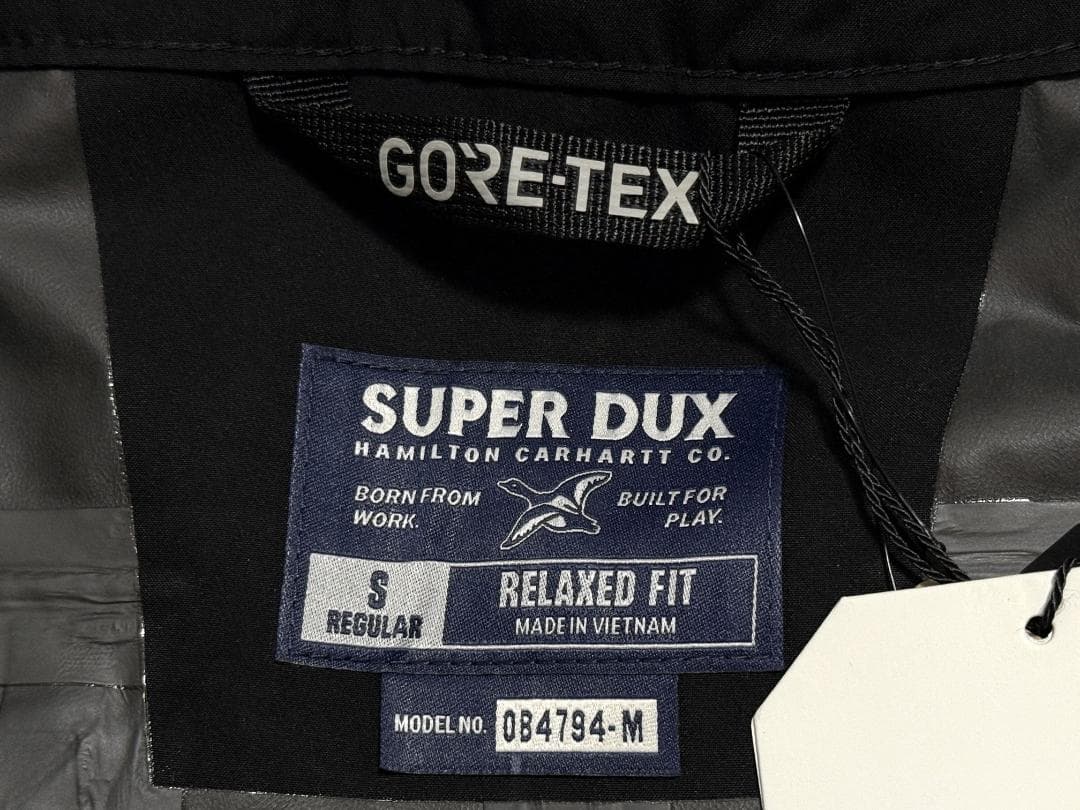 GORE-TEX
SUPER DUX
HAMILTON CARHARTT CO.
BORN FROM WORK.
BUILT FOR PLAY.
S REGULAR
RELAXED FIT
MADE IN VIETNAM
MODEL NO. OB4794-M